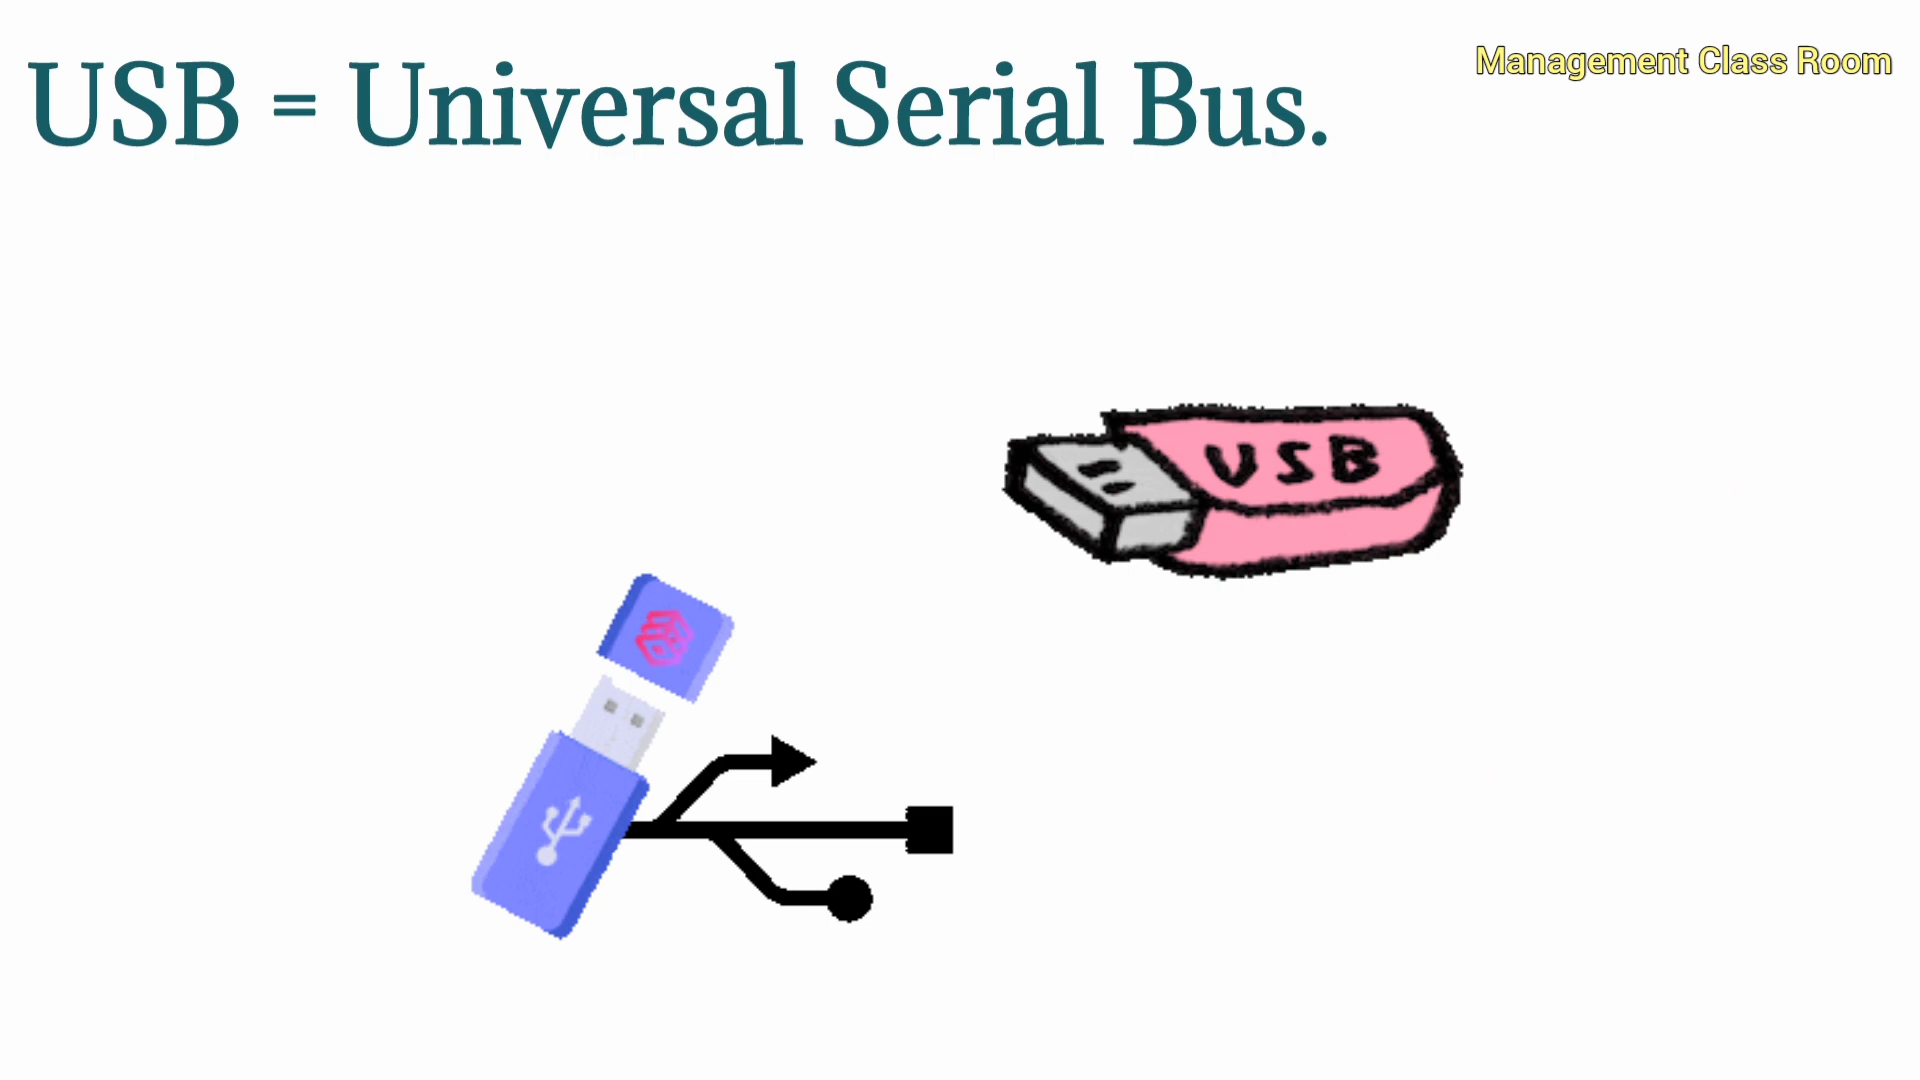 USB = Universal Serial Bus.
Management Class Room
USB